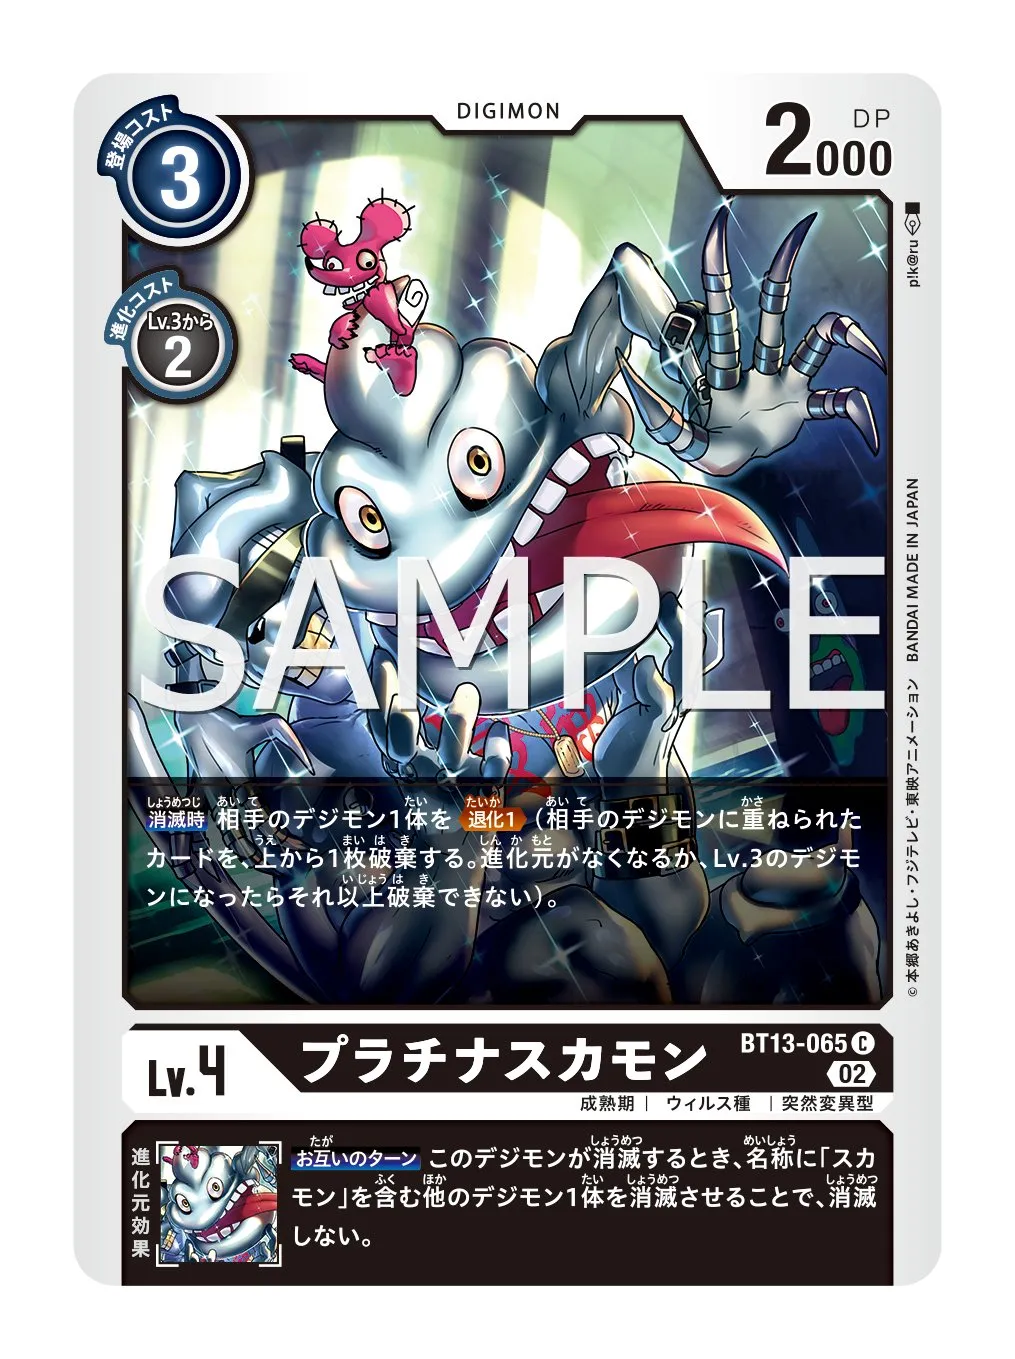 DIGIMON
登場コスト
3
2000
DP
進化コスト
Lv.3から
2
p!k@ru
SAMPLE
消滅時 相手のデジモン1体を 退化1 (相手のデジモンに重ねられた
カードを、上から1枚破棄する。進化元がなくなるか、Lv.3のデジモ
ンになったらそれ以上破棄できない)。
© 本郷あきよし・フジテレビ・東映アニメーション BANDAI MADE IN JAPAN
Lv.4
プラチナスカモン
BT13-065 C
02
成熟期 | ウィルス種 | 突然変異型
進化元効果
お互いのターン このデジモンが消滅するとき、名称に「スカ
モン」を含む他のデジモン1体を消滅させることで、消滅
しない。